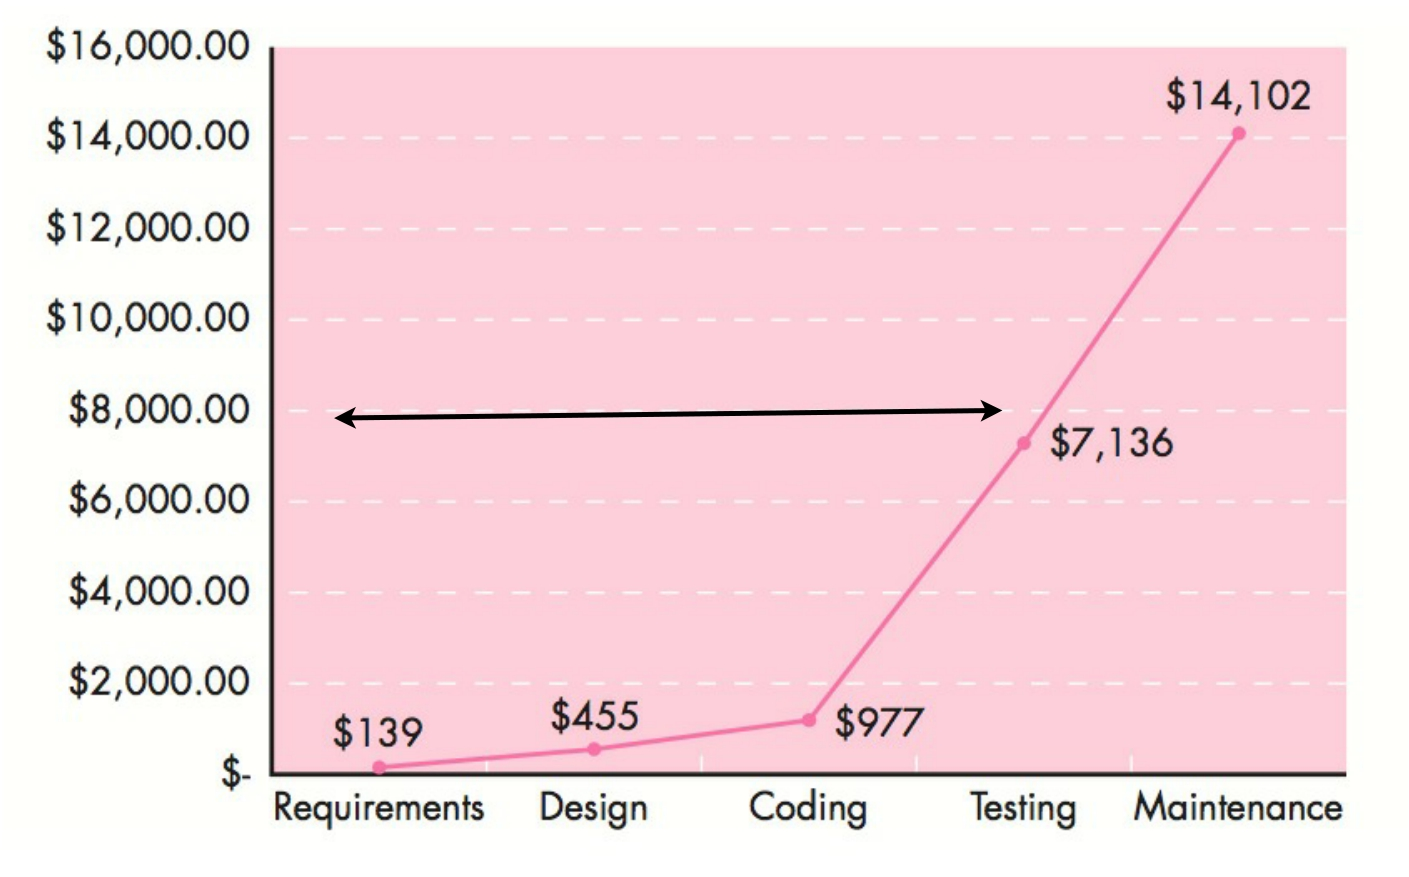 $16,000.00
$14,000.00
$12,000.00
$10,000.00
$8,000.00
$6,000.00
$4,000.00
$2,000.00
$-
$139
$455
$977
$7,136
$14,102
Requirements
Design
Coding
Testing
Maintenance